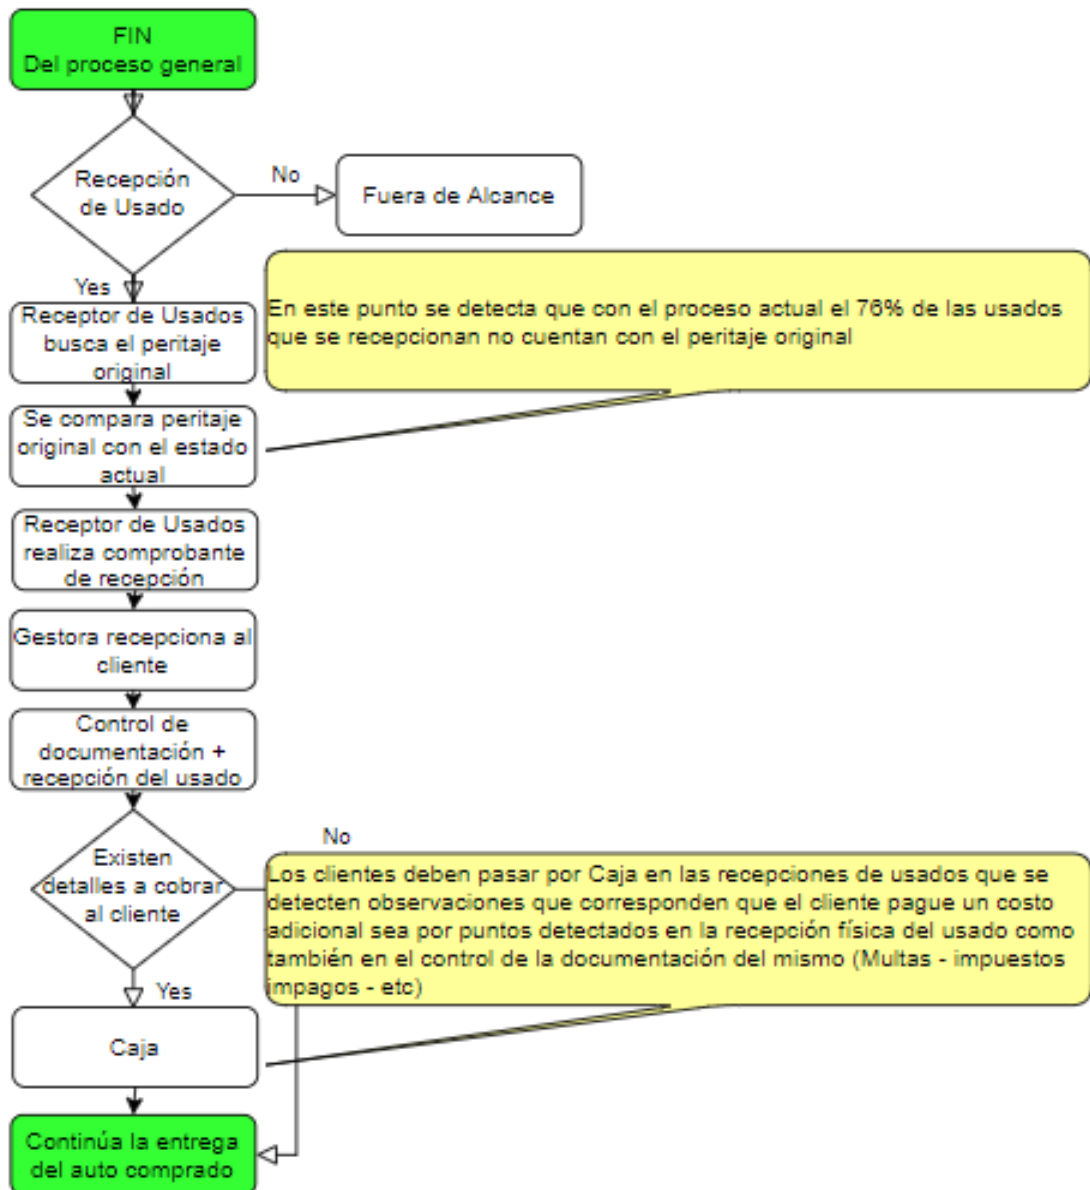 FIN
Del proceso general
Recepción
de Usado
No
Fuera de Alcance
Yes
Receptor de Usados
busca el peritaje
original
En este punto se detecta que con el proceso actual el 76% de las usados
que se recepcionan no cuentan con el peritaje original
Se compara peritaje
original con el estado
actual
Receptor de Usados
realiza comprobante
de recepción
Gestora recepciona al
cliente
Control de
documentación +
recepción del usado
Existen
detalles a cobrar
al cliente
No
Los clientes deben pasar por Caja en las recepciones de usados que se
detecten observaciones que corresponden que el cliente pague un costo
adicional sea por puntos detectados en la recepción física del usado como
también en el control de la documentación del mismo (Multas - impuestos
impagos - etc)
Yes
Caja
Continúa la entrega
del auto comprado